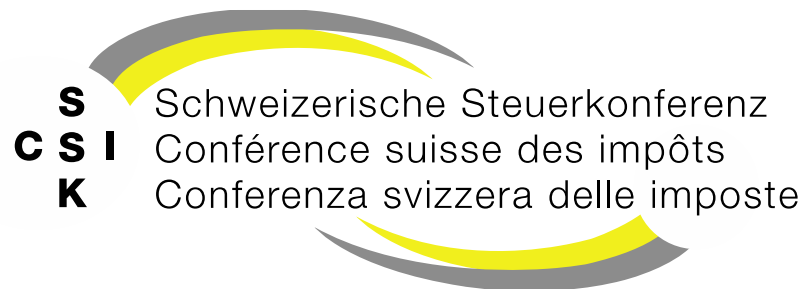 S Schweizerische Steuerkonferenz
C S I Conférence suisse des impôts
K Conferenza svizzera delle imposte